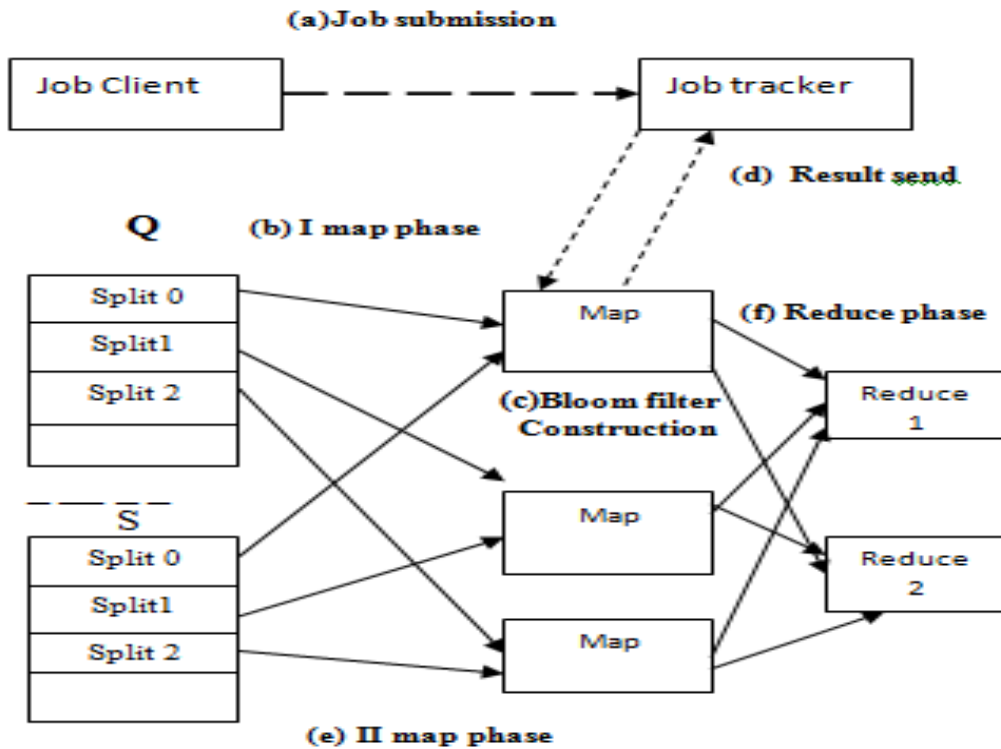 (a)Job submission
Job Client
Job tracker
(d) Result send
Q
(b) I map phase
Split 0
Split1
Split 2
Map
(f) Reduce phase
(c)Bloom filter
Construction
Reduce
1
S
Split 0
Split1
Split 2
Map
Reduce
2
Map
(e) II map phase